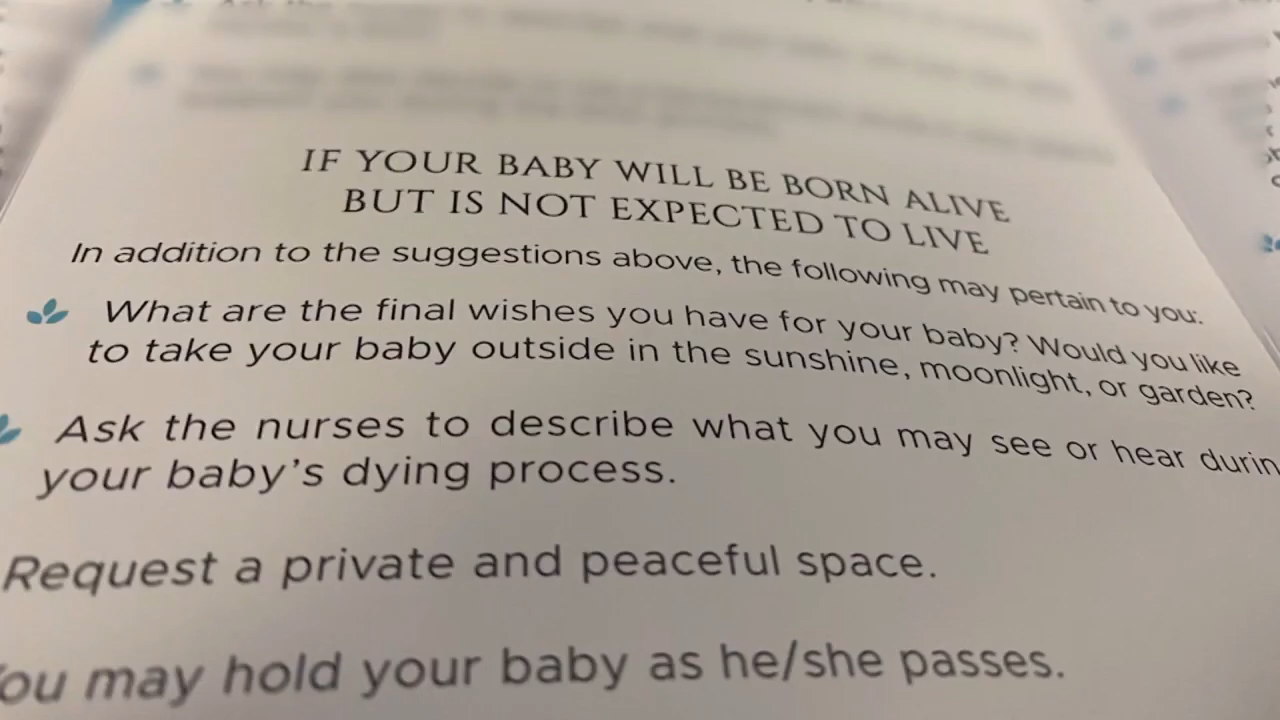 IF YOUR BABY WILL BE BORN ALIVE
BUT IS NOT EXPECTED TO LIVE
In addition to the suggestions above, the following may pertain to you:
What are the final wishes you have for your baby? Would you like
to take your baby outside in the sunshine, moonlight, or garden?
Ask the nurses to describe what you may see or hear durin
your baby's dying process.
Request a private and peaceful space.
ou may hold your baby as he/she passes.